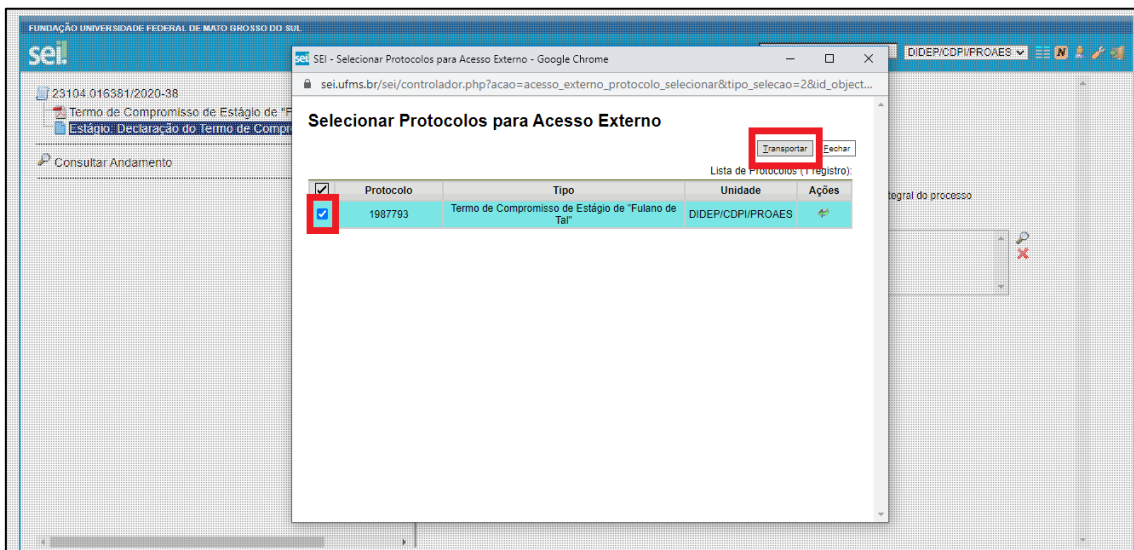 FUNDAÇÃO UNIVERSIDADE FEDERAL DE MATO GROSSO DO SUL
sei!
DIDEP/CDPI/PROAES
N
23104.016381/2020-38
Termo de Compromisso de Estágio de "F
Estágio: Declaração do Termo de Compr
Consultar Andamento
sei. SEI - Selecionar Protocolos para Acesso Externo - Google Chrome
sei.ufms.br/sei/controlador.php?acao=acesso_externo_protocolo_selecionar&tipo_selecao=2&id_object...
Selecionar Protocolos para Acesso Externo
Transportar Fechar
Lista de Protocolos (1 registro):
Protocolo Tipo Unidade Ações
1987793 Termo de Compromisso de Estágio de "Fulano de
Tal" DIDEP/CDPI/PROAES
tegral do processo